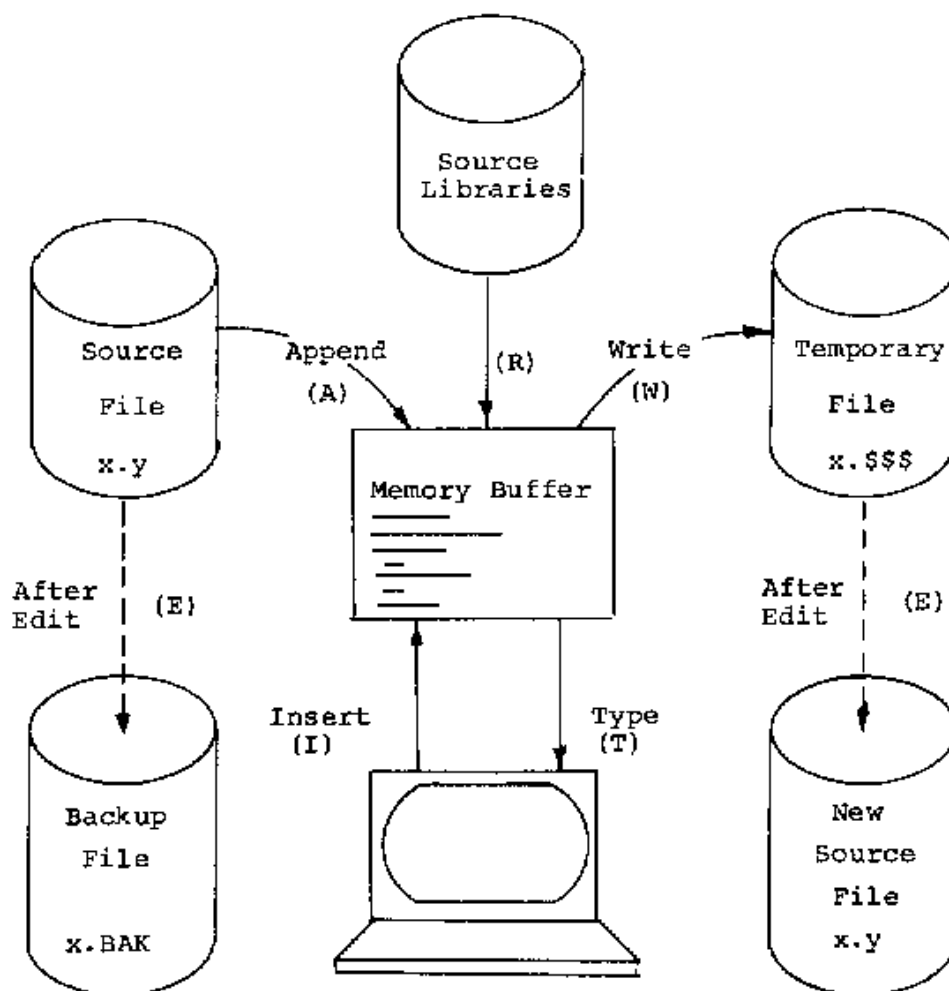 Source
Libraries
Source
File
x.y
Append
(A)
(R)
Write
(W)
Temporary
File
x.$$$
Memory Buffer
After
Edit
(E)
After
Edit
(E)
Insert
(I)
Type
(T)
Backup
File
x.BAK
New
Source
File
x.y